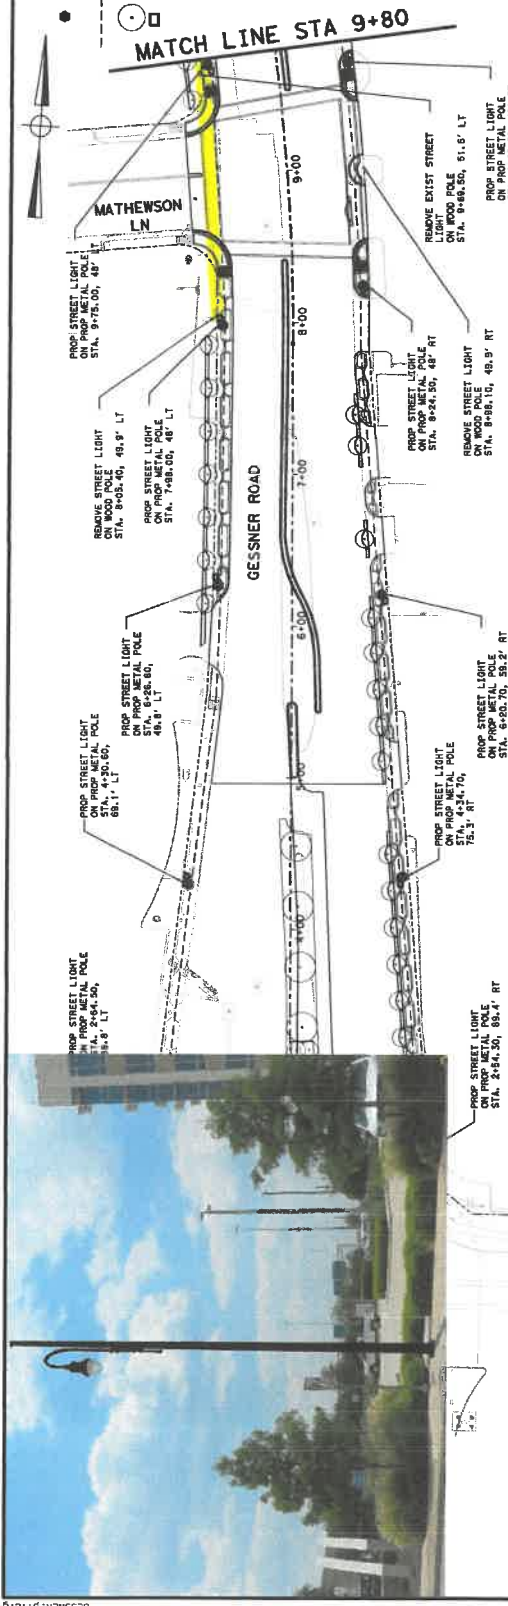 MATCH LINE STA 9+80
MATHEWSON
LN
PROP STREET LIGHT
ON PROP METAL POLE
STA. 9+75.00, 48' LT
REMOVE STREET LIGHT
ON WOOD POLE
STA. 8+05.40, 49.9' LT
PROP STREET LIGHT
ON PROP METAL POLE
STA. 7+98.00, 48' LT
PROP STREET LIGHT
ON PROP METAL POLE
STA. 6+26.60,
49.8' LT
PROP STREET LIGHT
ON PROP METAL POLE
STA. 4+30.60,
69.1' LT
PROP STREET LIGHT
ON PROP METAL POLE
STA. 2+64.50,
GESSNER ROAD
9+00
8+00
7+00
6+00
5+00
4+00
PROP STREET LIGHT
ON PROP METAL POLE
REMOVE EXIST STREET
LIGHT
ON WOOD POLE
STA. 9+69.50, 51.5' LT
REMOVE STREET LIGHT
ON WOOD POLE
STA. 8+98.10, 49.9' RT
PROP STREET LIGHT
ON PROP METAL POLE
STA. 8+24.50, 48' RT
PROP STREET LIGHT
ON PROP METAL POLE
STA. 6+20.70, 59.2' RT
PROP STREET LIGHT
ON PROP METAL POLE
STA. 4+34.70,
75.3' RT
PROP STREET LIGHT
ON PROP METAL POLE
STA. 2+54.30, 89.4' RT